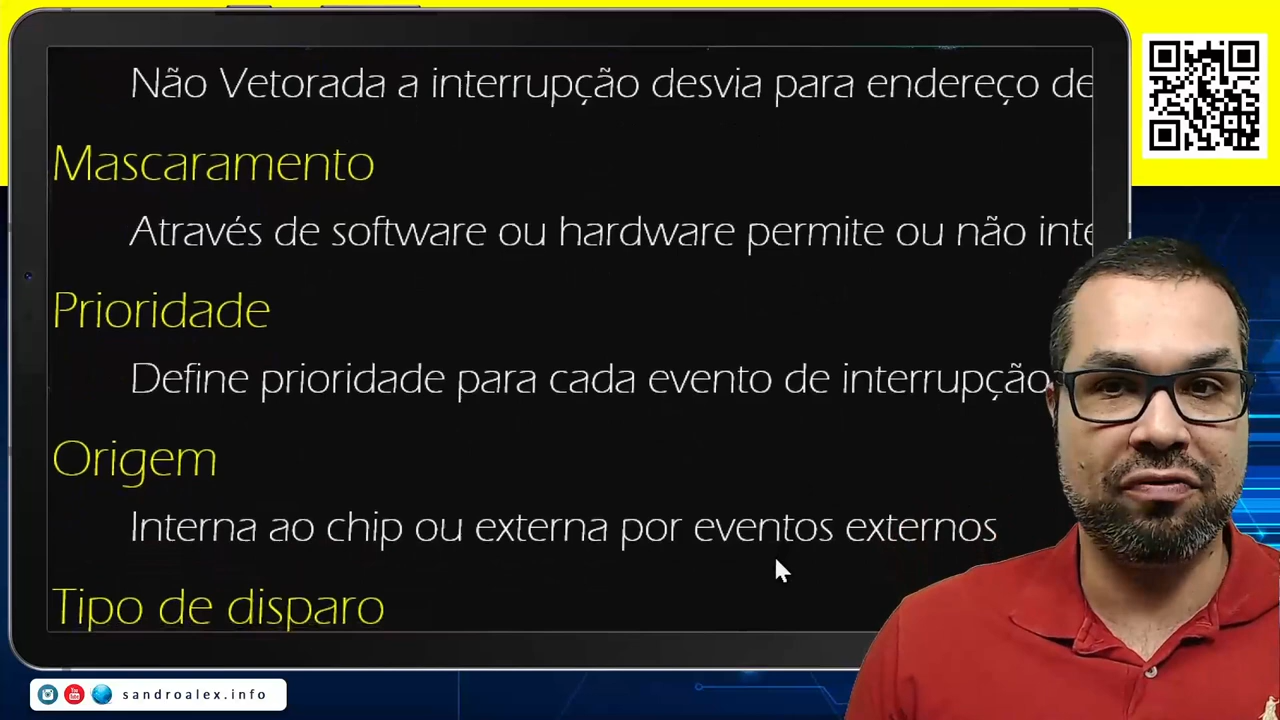 Não Vetorada a interrupção desvia para endereço de
Mascaramento
Através de software ou hardware permite ou não inte
Prioridade
Define prioridade para cada evento de interrupção
Origem
Interna ao chip ou externa por eventos externos
Tipo de disparo
sandroalex.info